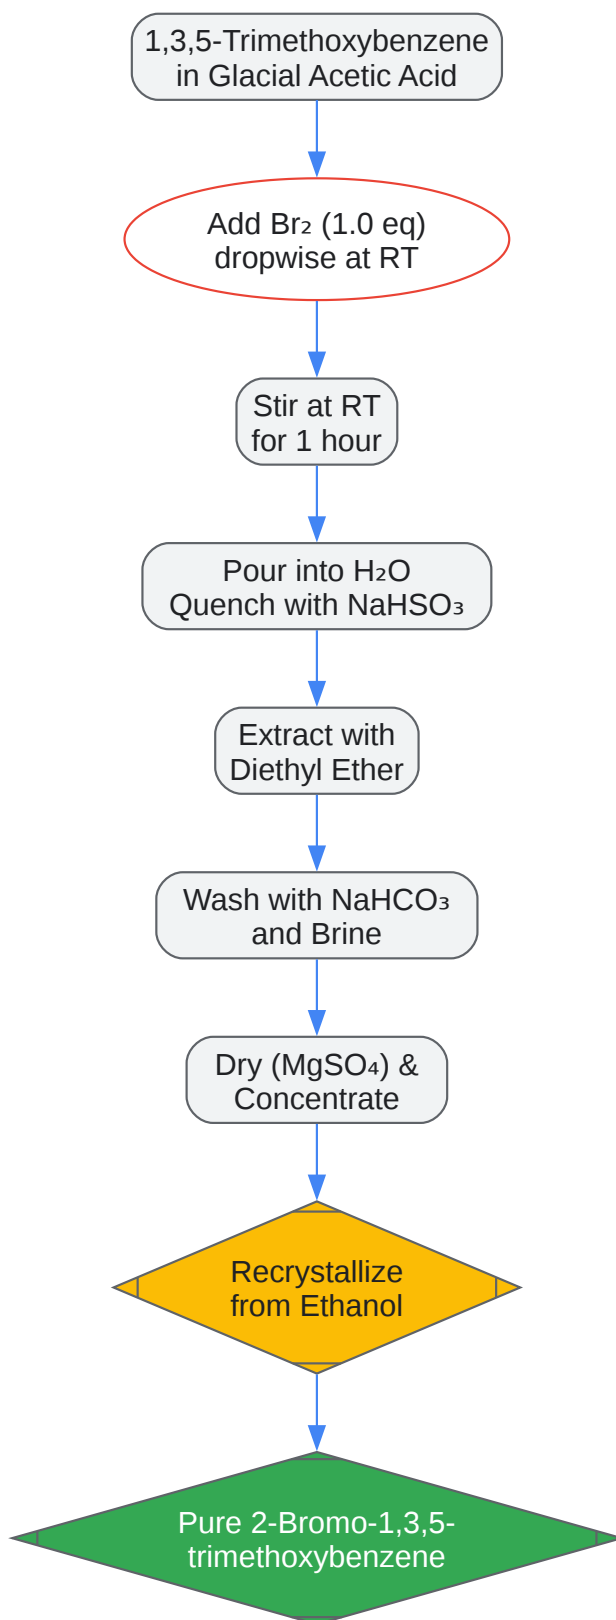 1,3,5-Trimethoxybenzene
in Glacial Acetic Acid
Add Br₂ (1.0 eq)
dropwise at RT
Stir at RT
for 1 hour
Pour into H₂O
Quench with NaHSO₃
Extract with
Diethyl Ether
Wash with NaHCO₃
and Brine
Dry (MgSO₄) &
Concentrate
Recrystallize
from Ethanol
Pure 2-Bromo-1,3,5-
trimethoxybenzene